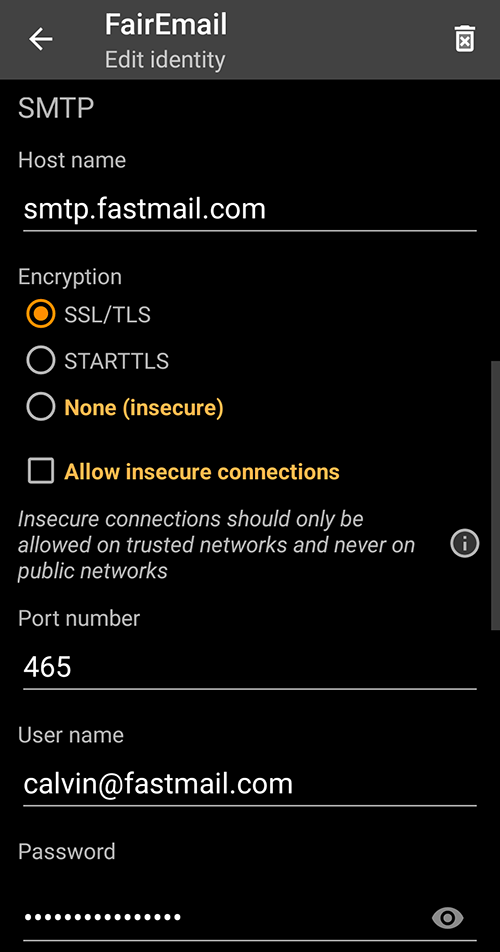 FairEmail
Edit identity
SMTP
Host name
smtp.fastmail.com
Encryption
SSL/TLS
STARTTLS
None (insecure)
Allow insecure connections
Insecure connections should only be
allowed on trusted networks and never on
public networks
Port number
465
User name
calvin@fastmail.com
Password
••••••••••••••••